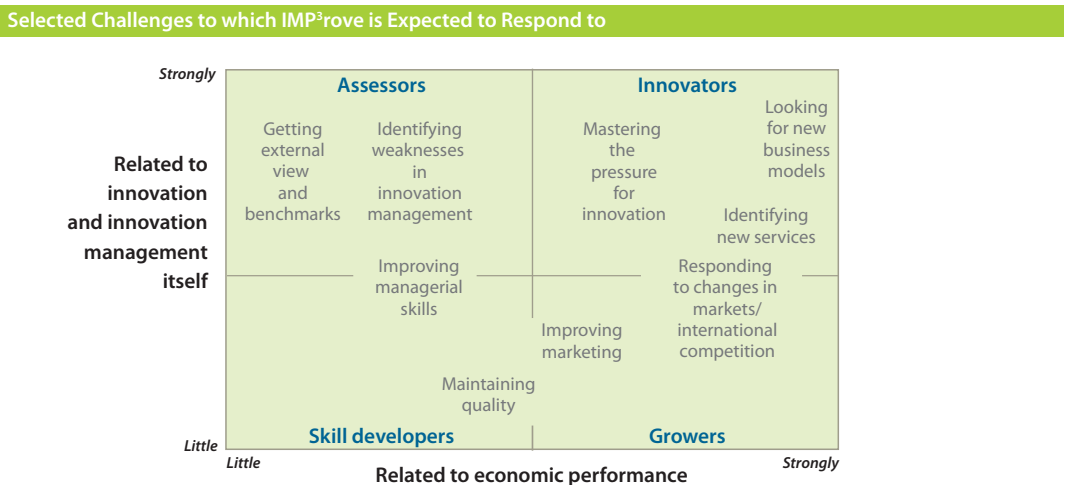 Selected Challenges to which IMP³rove is Expected to Respond to
Strongly
Assessors
Innovators
Related to
innovation
and innovation
management
itself
Getting
external
view
and
benchmarks
Identifying
weaknesses
in
innovation
management
Mastering
the
pressure
for
innovation
Looking
for new
business
models
Identifying
new services
Improving
managerial
skills
Responding
to changes in
markets/
international
competition
Improving
marketing
Maintaining
quality
Skill developers
Growers
Little
Little
Strongly
Related to economic performance